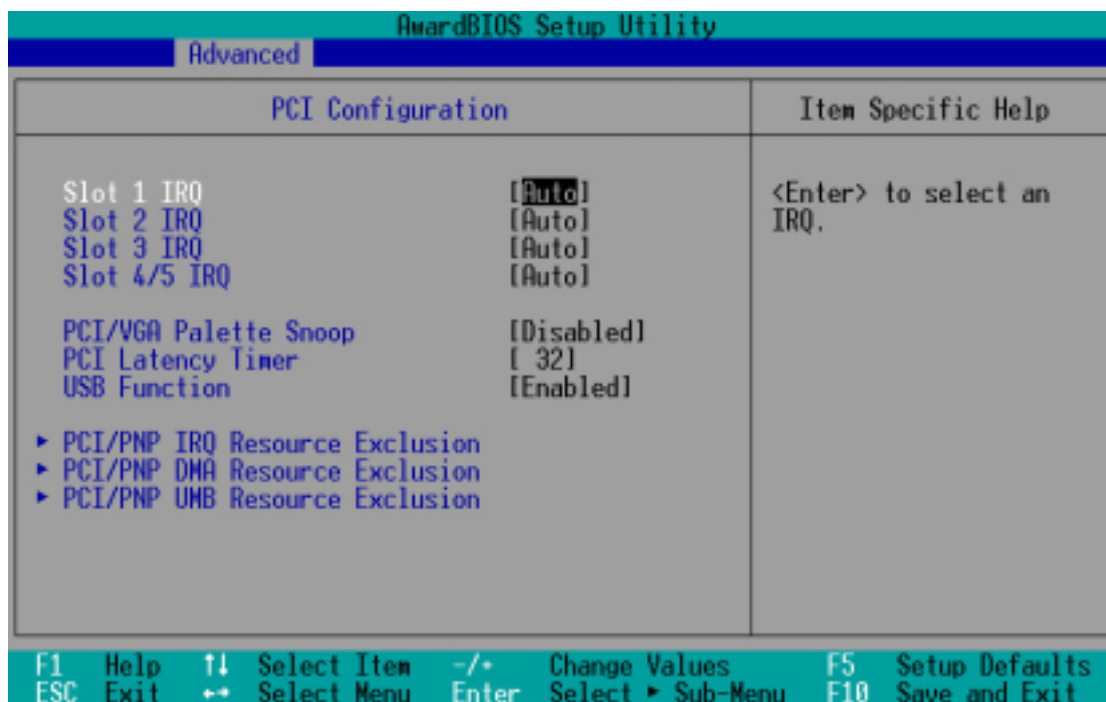 AwardBIOS Setup Utility
Advanced
PCI Configuration
Item Specific Help
Slot 1 IRQ [Auto]
Slot 2 IRQ [Auto]
Slot 3 IRQ [Auto]
Slot 4/5 IRQ [Auto]
PCI/VGA Palette Snoop [Disabled]
PCI Latency Timer [ 32]
USB Function [Enabled]
▸ PCI/PNP IRQ Resource Exclusion
▸ PCI/PNP DMA Resource Exclusion
▸ PCI/PNP UMB Resource Exclusion
<Enter> to select an
IRQ.
F1 Help ↑↓ Select Item -/+ Change Values F5 Setup Defaults
ESC Exit ←→ Select Menu Enter Select ▸ Sub-Menu F10 Save and Exit